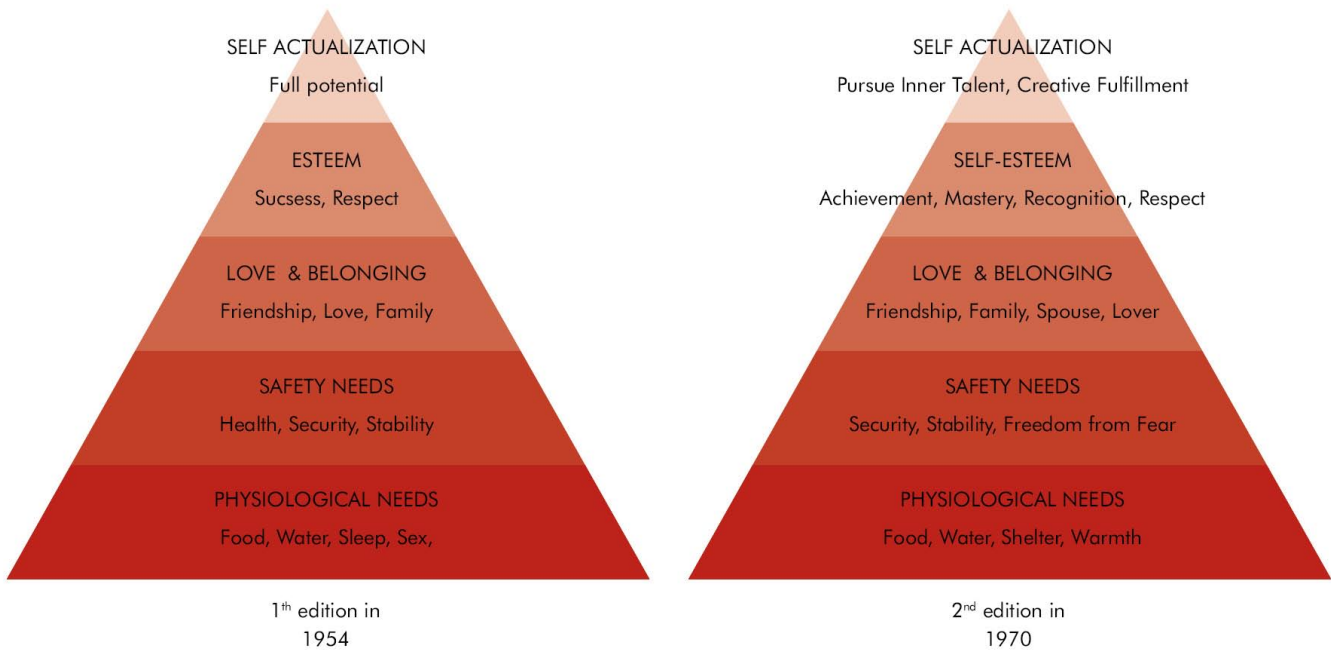 SELF ACTUALIZATION
Full potential
ESTEEM
Sucsess, Respect
LOVE & BELONGING
Friendship, Love, Family
SAFETY NEEDS
Health, Security, Stability
PHYSIOLOGICAL NEEDS
Food, Water, Sleep, Sex,
1th edition in
1954
SELF ACTUALIZATION
Pursue Inner Talent, Creative Fulfillment
SELF-ESTEEM
Achievement, Mastery, Recognition, Respect
LOVE & BELONGING
Friendship, Family, Spouse, Lover
SAFETY NEEDS
Security, Stability, Freedom from Fear
PHYSIOLOGICAL NEEDS
Food, Water, Shelter, Warmth
2nd edition in
1970